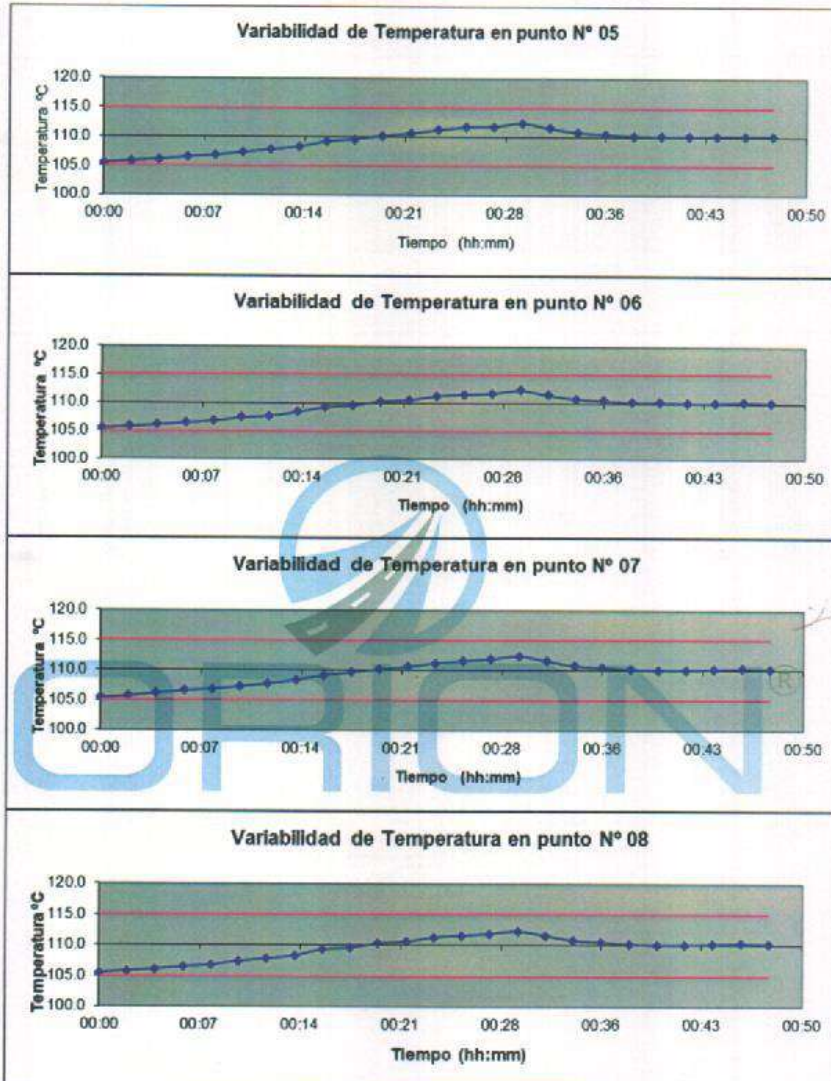 Variabilidad de Temperatura en punto Nº 05
Temperatura ºC
120.0
115.0
110.0
105.0
100.0
00:00 00:07 00:14 00:21 00:28 00:36 00:43 00:50
Tiempo (hh:mm)
Variabilidad de Temperatura en punto Nº 06
Temperatura ºC
120.0
115.0
110.0
105.0
100.0
00:00 00:07 00:14 00:21 00:28 00:36 00:43 00:50
Tiempo (hh:mm)
Variabilidad de Temperatura en punto Nº 07
Temperatura ºC
120.0
115.0
110.0
105.0
100.0
00:00 00:07 00:14 00:21 00:28 00:36 00:43 00:50
Tiempo (hh:mm)
ORION®
Variabilidad de Temperatura en punto Nº 08
Temperatura ºC
120.0
115.0
110.0
105.0
100.0
00:00 00:07 00:14 00:21 00:28 00:36 00:43 00:50
Tiempo (hh:mm)